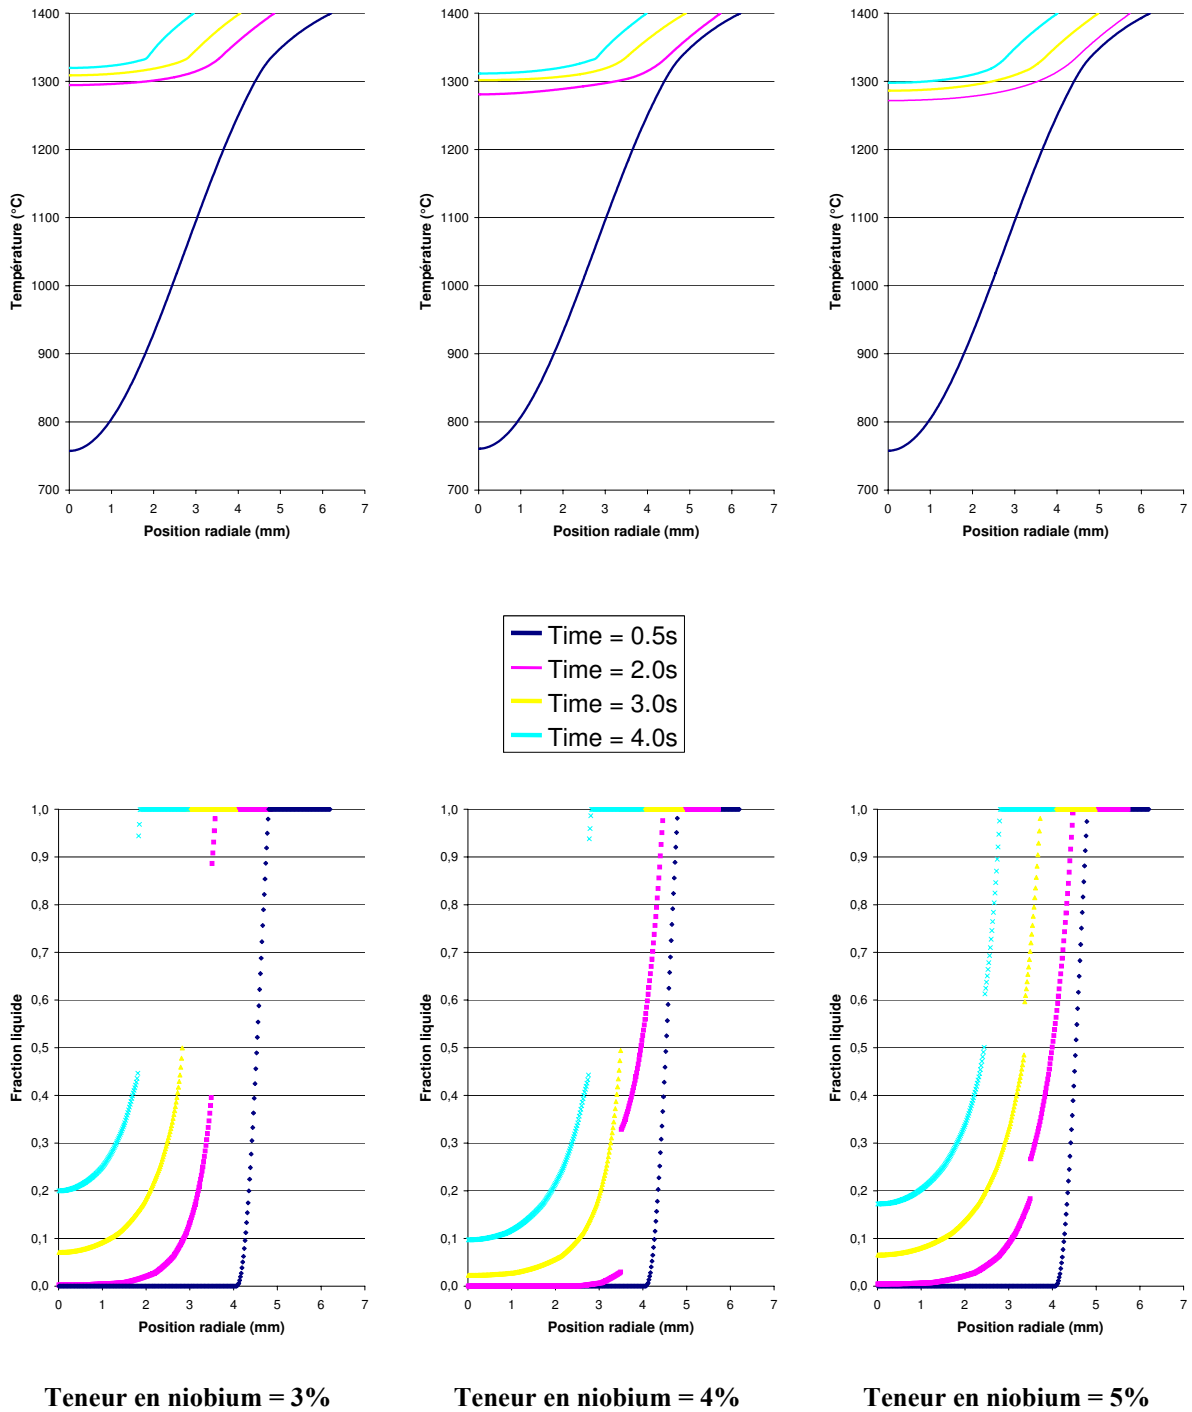 1400
1300
1200
1100
1000
900
800
700
Température (°C)
0 1 2 3 4 5 6 7
Position radiale (mm)
1400
1300
1200
1100
1000
900
800
700
Température (°C)
0 1 2 3 4 5 6 7
Position radiale (mm)
1400
1300
1200
1100
1000
900
800
700
Température (°C)
0 1 2 3 4 5 6 7
Position radiale (mm)
Time = 0.5s
Time = 2.0s
Time = 3.0s
Time = 4.0s
1,0
0,9
0,8
0,7
0,6
0,5
0,4
0,3
0,2
0,1
0,0
Fraction liquide
0 1 2 3 4 5 6 7
Position radiale (mm)
1,0
0,9
0,8
0,7
0,6
0,5
0,4
0,3
0,2
0,1
0,0
Fraction liquide
0 1 2 3 4 5 6 7
Position radiale (mm)
1,0
0,9
0,8
0,7
0,6
0,5
0,4
0,3
0,2
0,1
0,0
Fraction liquide
0 1 2 3 4 5 6 7
Position radiale (mm)
Teneur en niobium = 3%
Teneur en niobium = 4%
Teneur en niobium = 5%